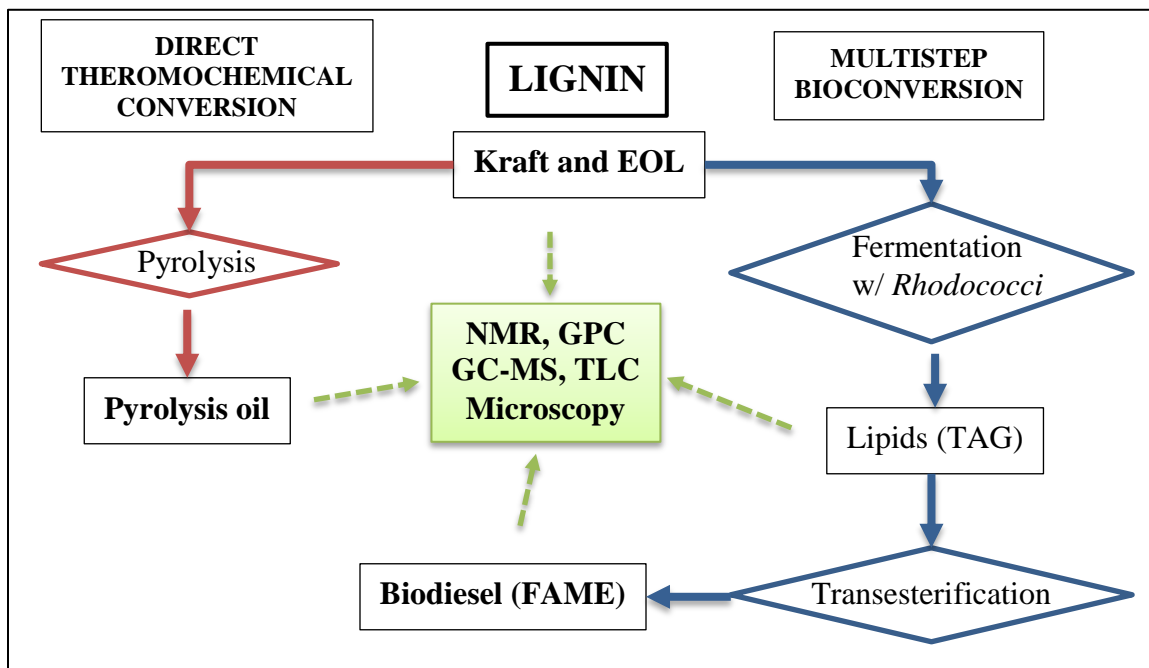 DIRECT
THEROMOCHEMICAL
CONVERSION
LIGNIN
MULTISTEP
BIOCONVERSION
Kraft and EOL
Pyrolysis
Fermentation
w/ Rhodococci
NMR, GPC
GC-MS, TLC
Microscopy
Pyrolysis oil
Lipids (TAG)
Biodiesel (FAME)
Transesterification